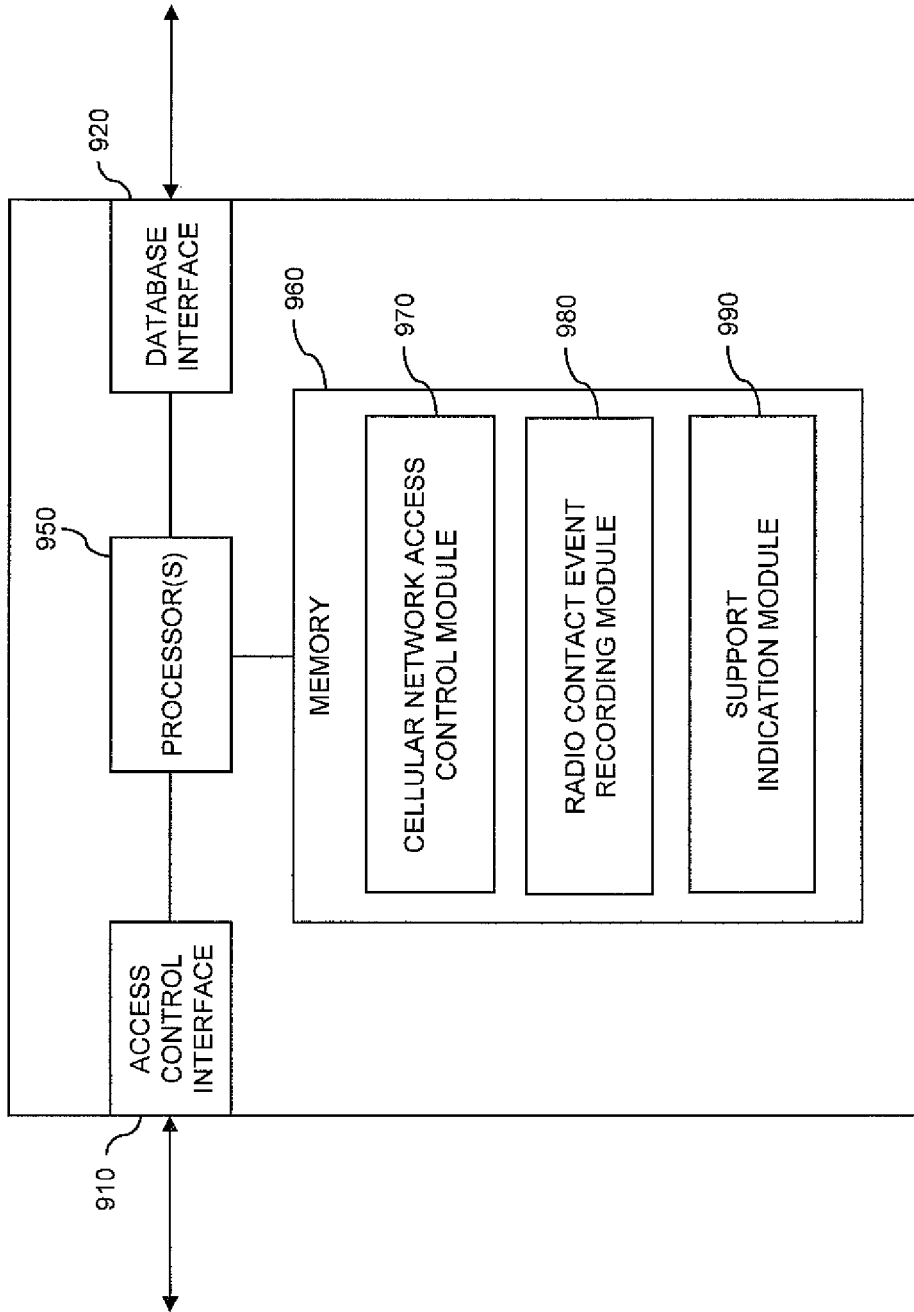 910
ACCESS
CONTROL
INTERFACE
950
PROCESSOR(S)
920
DATABASE
INTERFACE
960
MEMORY
970
CELLULAR NETWORK ACCESS
CONTROL MODULE
980
RADIO CONTACT EVENT
RECORDING MODULE
990
SUPPORT
INDICATION MODULE